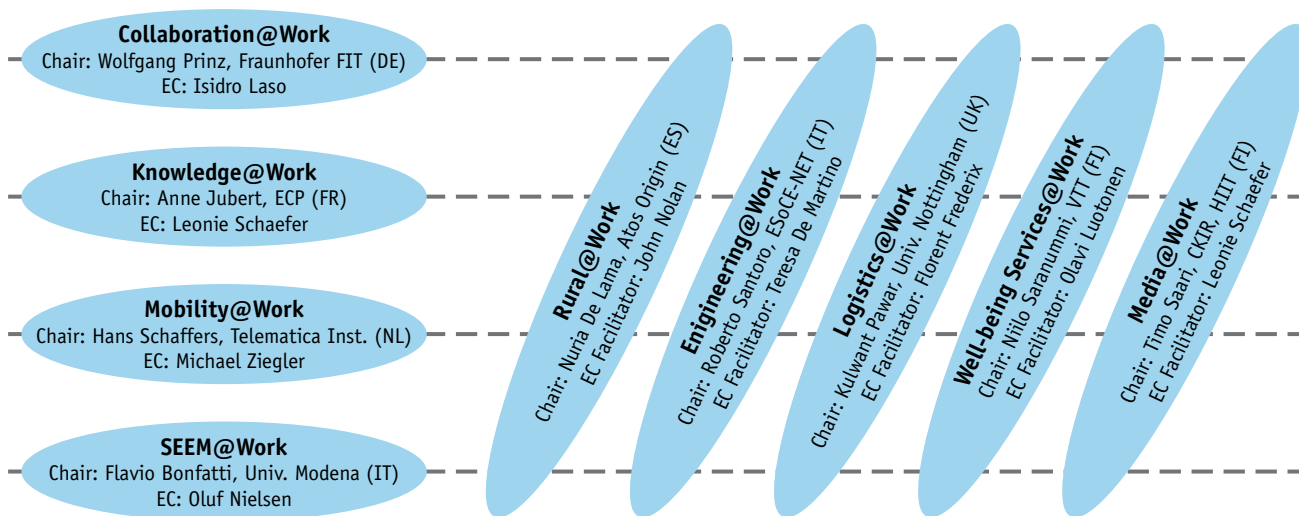 Collaboration@Work
Chair: Wolfgang Prinz, Fraunhofer FIT (DE)
EC: Isidro Laso
Knowledge@Work
Chair: Anne Jubert, ECP (FR)
EC: Leonie Schaefer
Mobility@Work
Chair: Hans Schaffers, Telematica Inst. (NL)
EC: Michael Ziegler
SEEM@Work
Chair: Flavio Bonfatti, Univ. Modena (IT)
EC: Oluf Nielsen
Rural@Work
Chair: Nuria De Lama, Atos Origin (ES)
EC Facilitator: John Nolan
Enigineering@Work
Chair: Roberto Santoro, ESoCE-NET (IT)
EC Facilitator: Teresa De Martino
Logistics@Work
Chair: Kulwant Pawar, Univ. Nottingham (UK)
EC Facilitator: Florent Frederix
Well-being Services@Work
Chair: Niilo Saranummi, VTT (FI)
EC Facilitator: Olavi Luotonen
Media@Work
Chair: Timo Saari, CKIR, HIIT (FI)
EC Facilitator: Leonie Schaefer